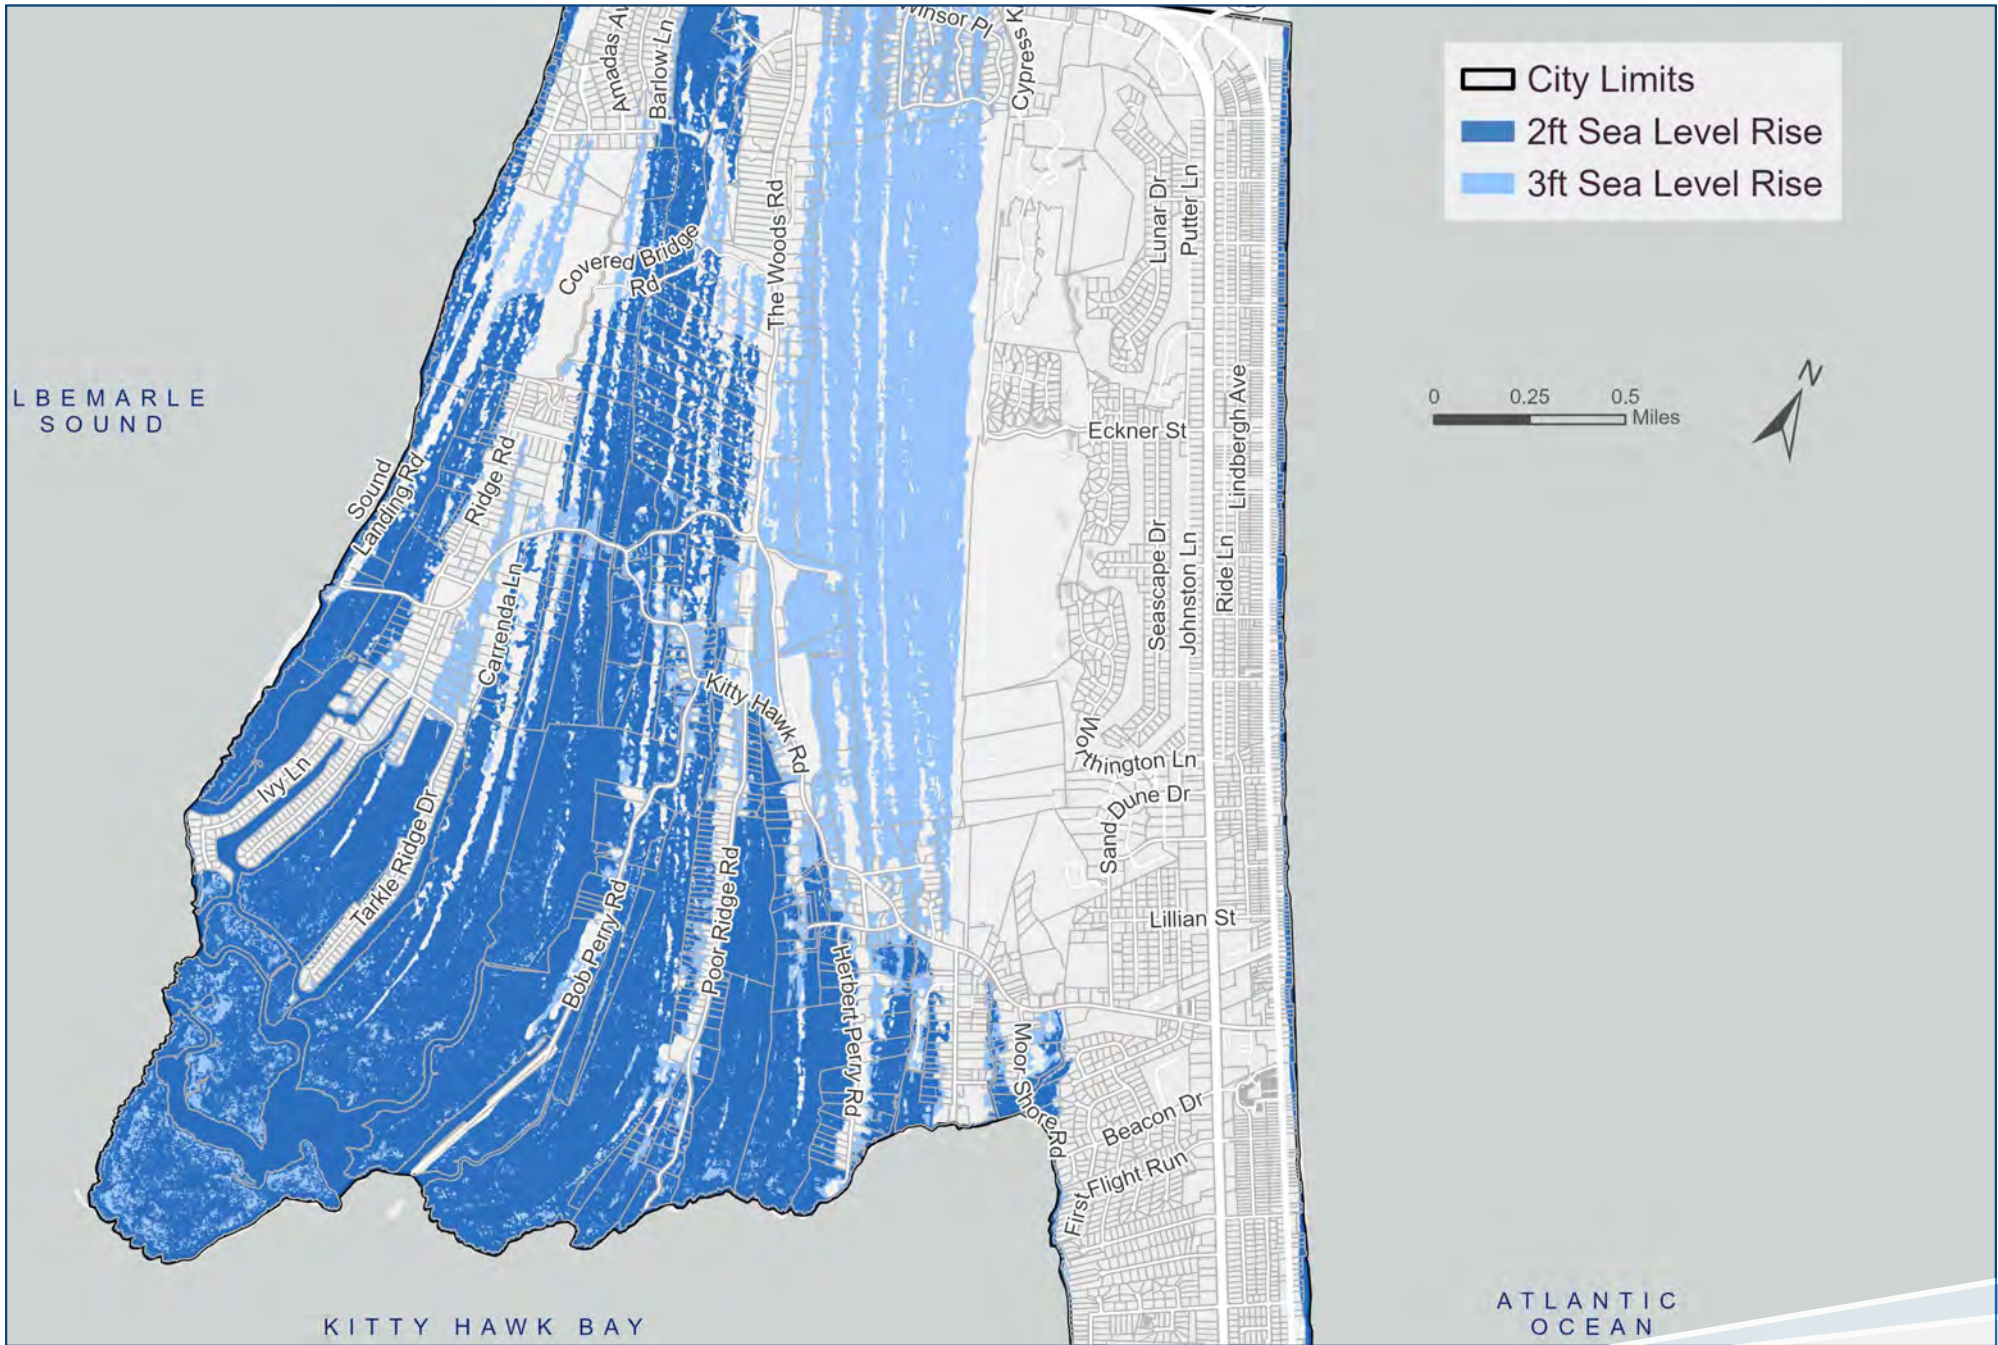 Winsor Pl
Cypress K
Amadas Av
Barlow Ln
City Limits
2ft Sea Level Rise
3ft Sea Level Rise
Lunar Dr
Putter Ln
The Woods Rd
Covered Bridge
Rd
LBEMARLE
SOUND
0 0.25 0.5
Miles
N
Lindbergh Ave
Eckner St
Ridge Rd
Sound
Landing Rd
Seascape Dr
Johnston Ln
Ride Ln
Carrenda Ln
Kitty Hawk Rd
Worthington Ln
Ivy Ln
Tarkle Ridge Dr
Sand Dune Dr
Poor Ridge Rd
Bob Perry Rd
Lillian St
Herbert Perry Rd
Moor Shore Rd
Beacon Dr
First Flight Run
KITTY HAWK BAY
ATLANTIC
OCEAN